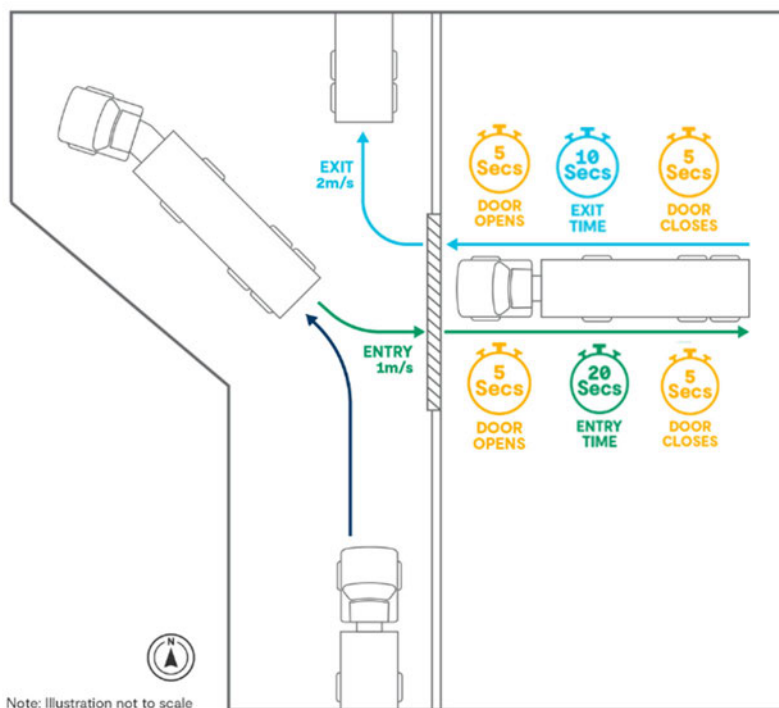 5
Secs
DOOR
OPENS
10
Secs
EXIT
TIME
5
Secs
DOOR
CLOSES
EXIT
2m/s
ENTRY
1m/s
5
Secs
DOOR
OPENS
20
Secs
ENTRY
TIME
5
Secs
DOOR
CLOSES
N
Note: Illustration not to scale